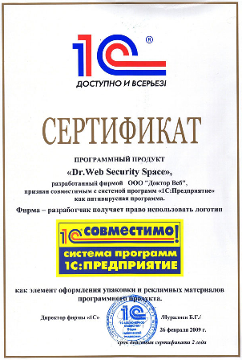 1С®
ДОСТУПНО И ВСЕРЬЕЗ!
СЕРТИФИКАТ
ПРОГРАММНЫЙ ПРОДУКТ
«Dr.Web Security Space»,
разработанный фирмой ООО "Доктор Веб",
признан совместимым с системой программ «1С:Предприятие»
как антивирусная программа.
Фирма – разработчик получает право использовать логотип
1С СОВМЕСТИМО!
система программ
1С:ПРЕДПРИЯТИЕ
как элемент оформления упаковки и рекламных материалов
программного продукта.
Директор фирмы «1С»
/Нуралиев Б.Г./
26 февраля 2009 г.
срок действия сертификата 2 года